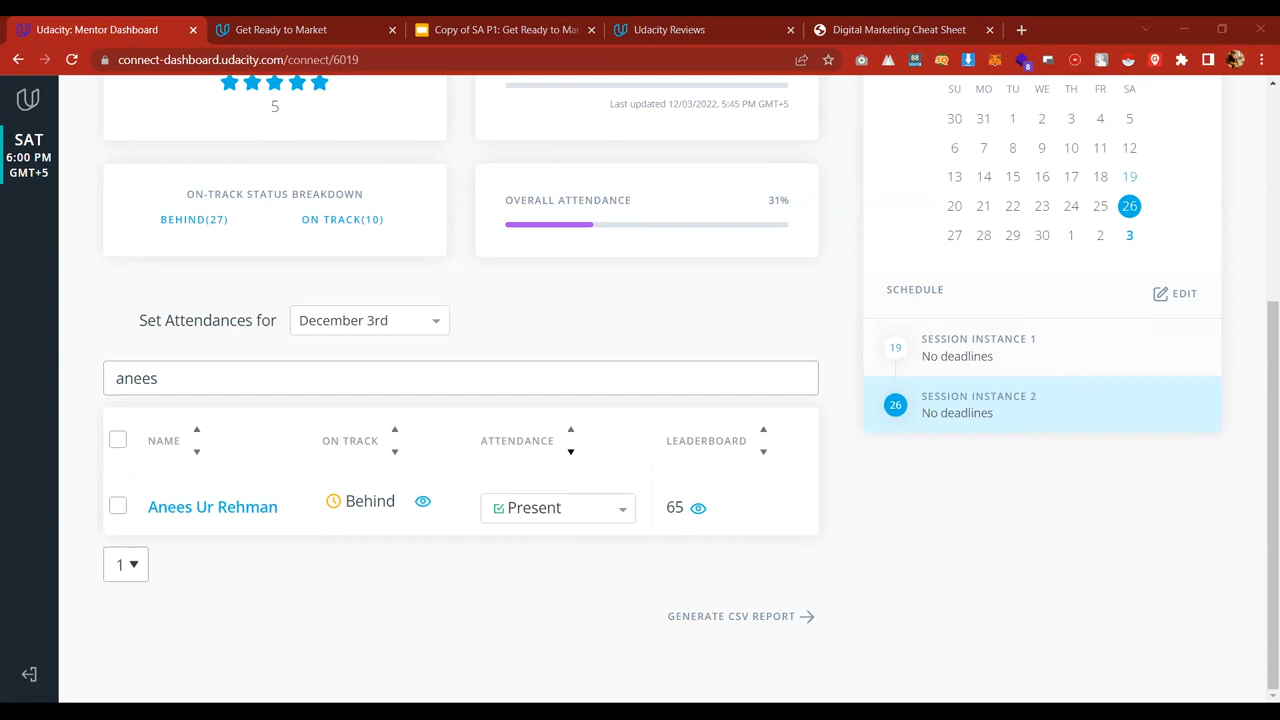 Udacity: Mentor Dashboard
Get Ready to Market
Copy of SA P1: Get Ready to Mar
Udacity Reviews
Digital Marketing Cheat Sheet
connect-dashboard.udacity.com/connect/6019
8
SAT
6:00 PM
GMT+5
5
Last updated 12/03/2022, 5:45 PM GMT+5
ON-TRACK STATUS BREAKDOWN
BEHIND(27) ON TRACK(10)
OVERALL ATTENDANCE 31%
Set Attendances for December 3rd
anees
NAME ON TRACK ATTENDANCE LEADERBOARD
Anees Ur Rehman Behind Present 65
1
GENERATE CSV REPORT
SU MO TU WE TH FR SA
30 31 1 2 3 4 5
6 7 8 9 10 11 12
13 14 15 16 17 18 19
20 21 22 23 24 25 26
27 28 29 30 1 2 3
SCHEDULE EDIT
19 SESSION INSTANCE 1
No deadlines
26 SESSION INSTANCE 2
No deadlines